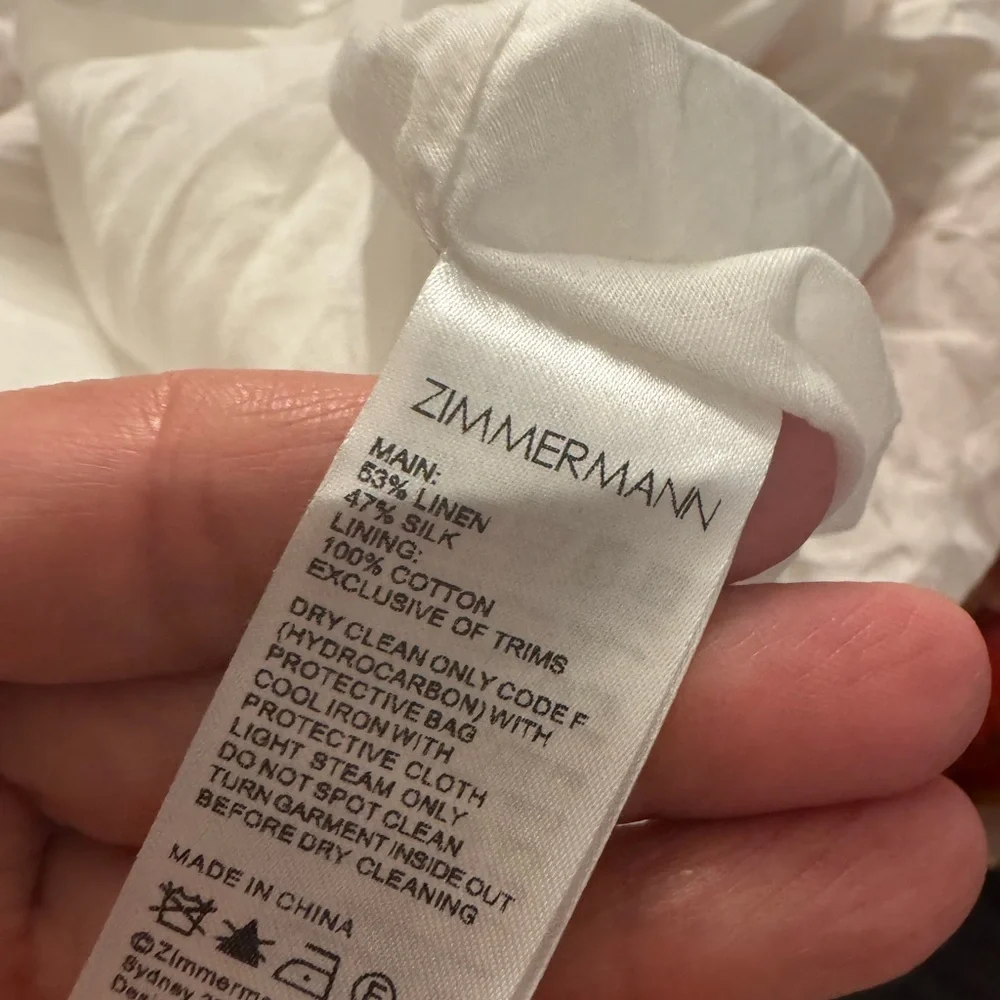 ZIMMERMANN
MAIN:
53% LINEN
47% SILK
LINING:
100% COTTON
EXCLUSIVE OF TRIMS
DRY CLEAN ONLY CODE F
(HYDROCARBON) WITH
PROTECTIVE BAG
COOL IRON WITH
PROTECTIVE CLOTH
LIGHT STEAM ONLY
DO NOT SPOT CLEAN
TURN GARMENT INSIDE OUT
BEFORE DRY CLEANING
MADE IN CHINA
F
©Zimmerma
Sydney